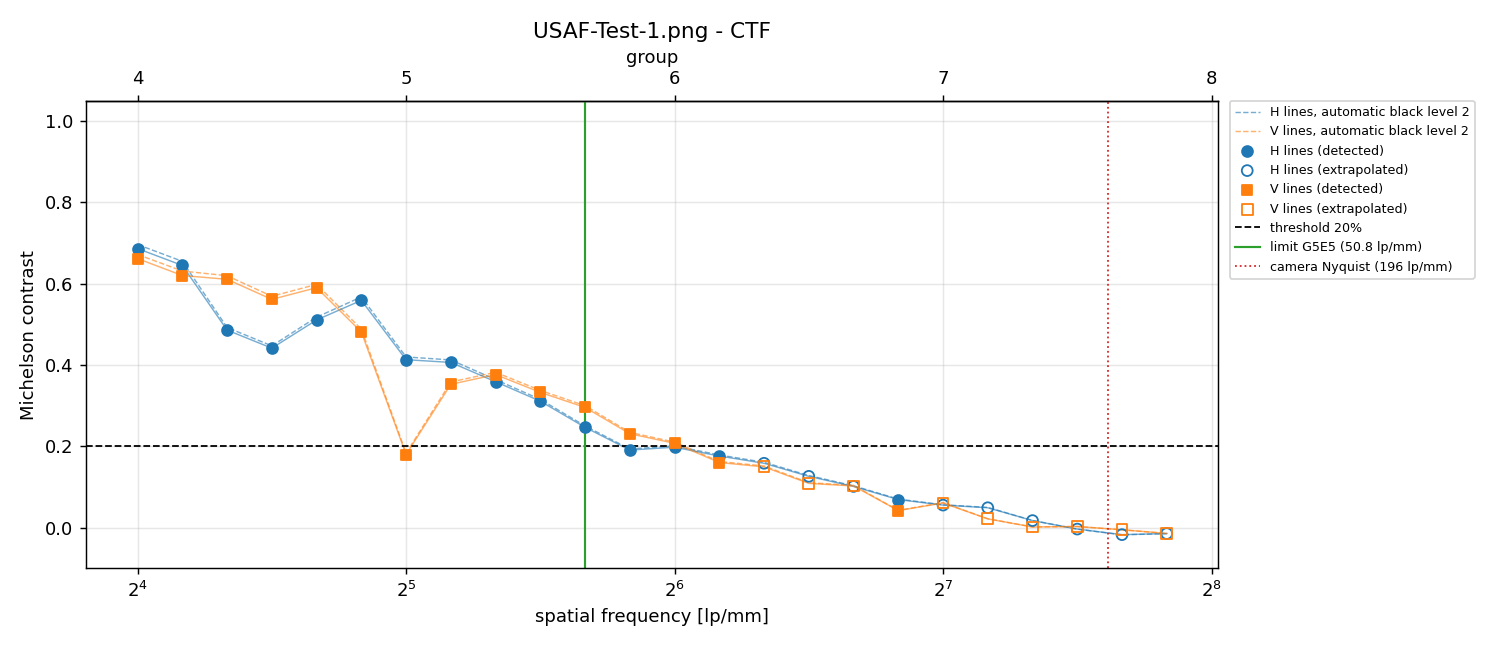 USAF-Test-1.png - CTF
group
4 5 6 7 8
1.0
0.8
0.6
0.4
0.2
0.0
Michelson contrast
2⁴ 2⁵ 2⁶ 2⁷ 2⁸
spatial frequency [lp/mm]
H lines, automatic black level 2
V lines, automatic black level 2
H lines (detected)
H lines (extrapolated)
V lines (detected)
V lines (extrapolated)
threshold 20%
limit G5E5 (50.8 lp/mm)
camera Nyquist (196 lp/mm)